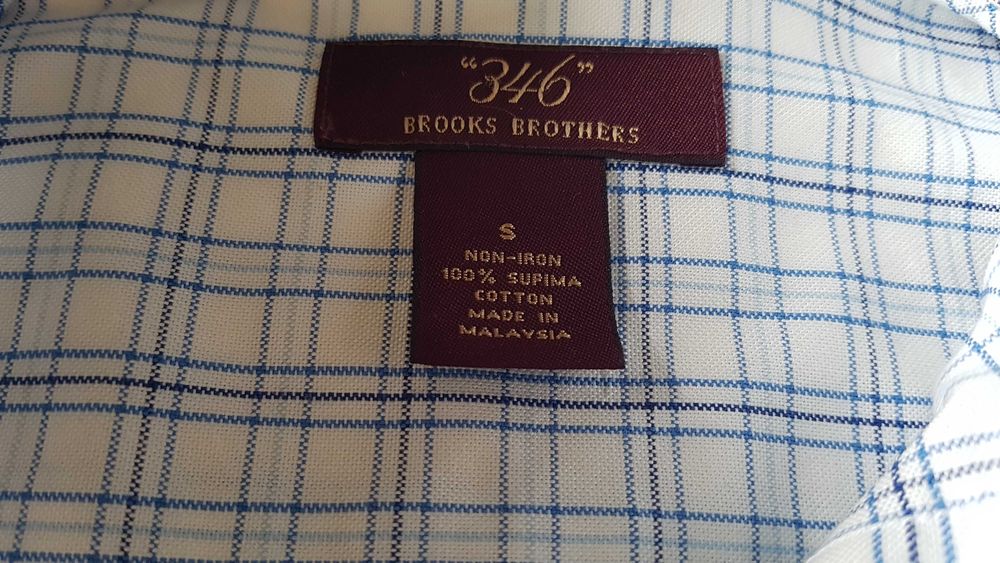 “346”
BROOKS BROTHERS
S
NON-IRON
100% SUPIMA
COTTON
MADE IN
MALAYSIA